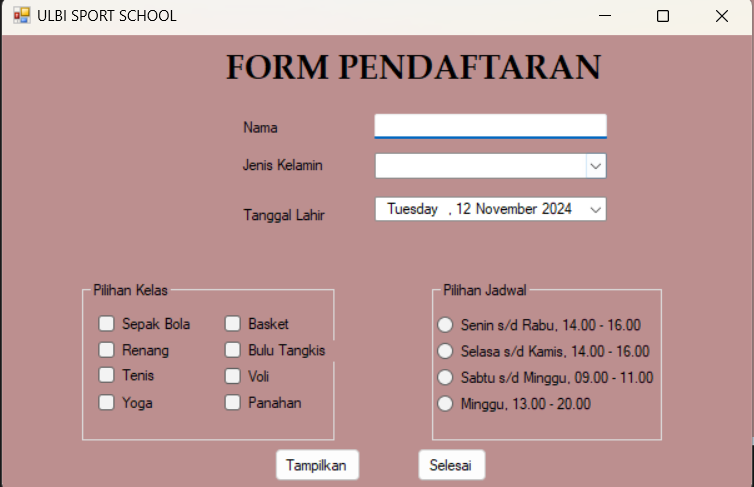 ULBI SPORT SCHOOL
FORM PENDAFTARAN
Nama
Jenis Kelamin
Tanggal Lahir
Tuesday , 12 November 2024
Pilihan Kelas
Sepak Bola
Basket
Renang
Bulu Tangkis
Tenis
Voli
Yoga
Panahan
Pilihan Jadwal
Senin s/d Rabu, 14.00 - 16.00
Selasa s/d Kamis, 14.00 - 16.00
Sabtu s/d Minggu, 09.00 - 11.00
Minggu, 13.00 - 20.00
Tampilkan
Selesai